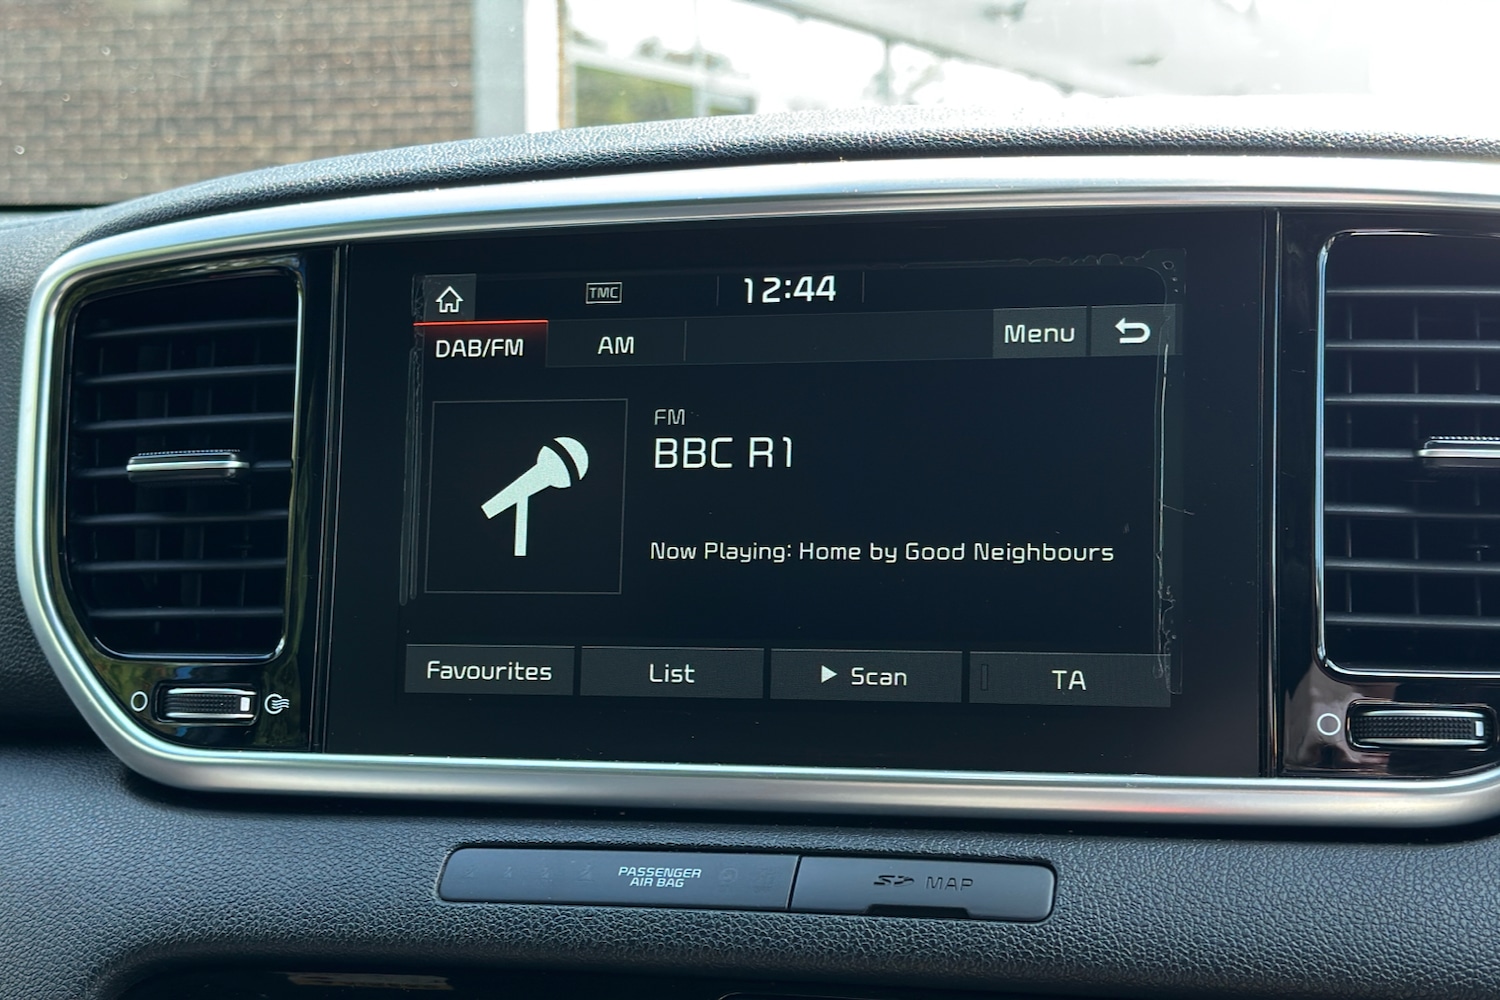 TMC
12:44
DAB/FM
AM
Menu
FM
BBC R1
Now Playing: Home by Good Neighbours
Favourites
List
Scan
TA
PASSENGER
AIR BAG
SD MAP